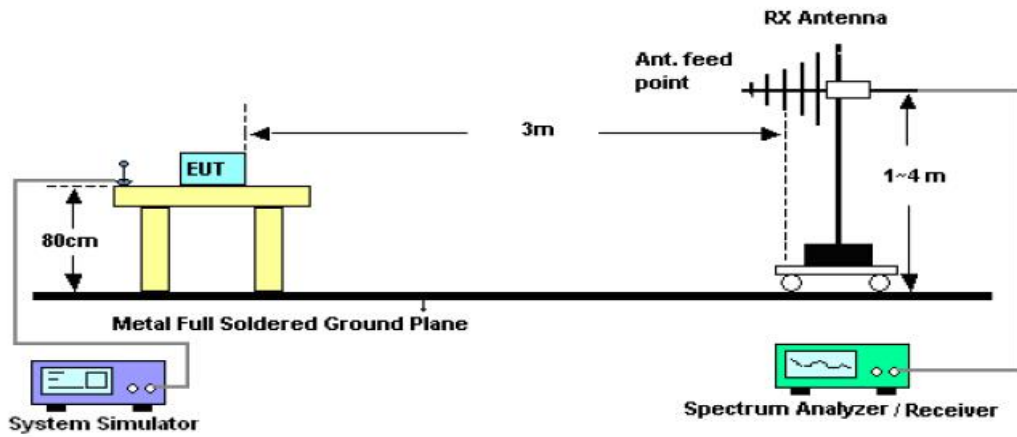 RX Antenna
Ant. feed
point
3m
EUT
1~4 m
80cm
Metal Full Soldered Ground Plane
System Simulator
Spectrum Analyzer / Receiver